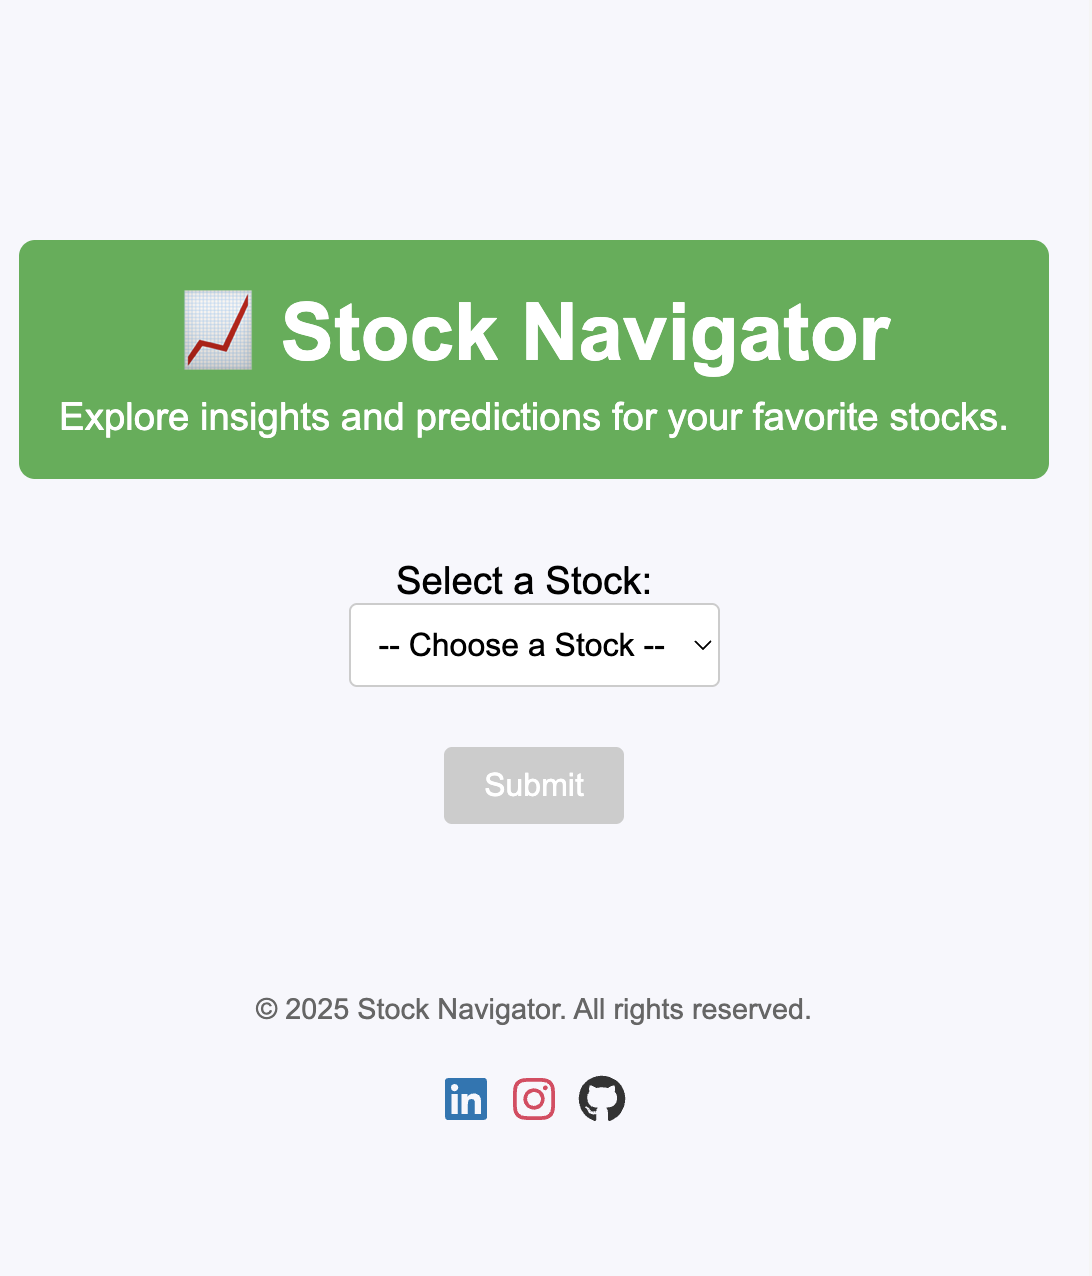 📈 Stock Navigator
Explore insights and predictions for your favorite stocks.
Select a Stock:
-- Choose a Stock --
Submit
© 2025 Stock Navigator. All rights reserved.
in